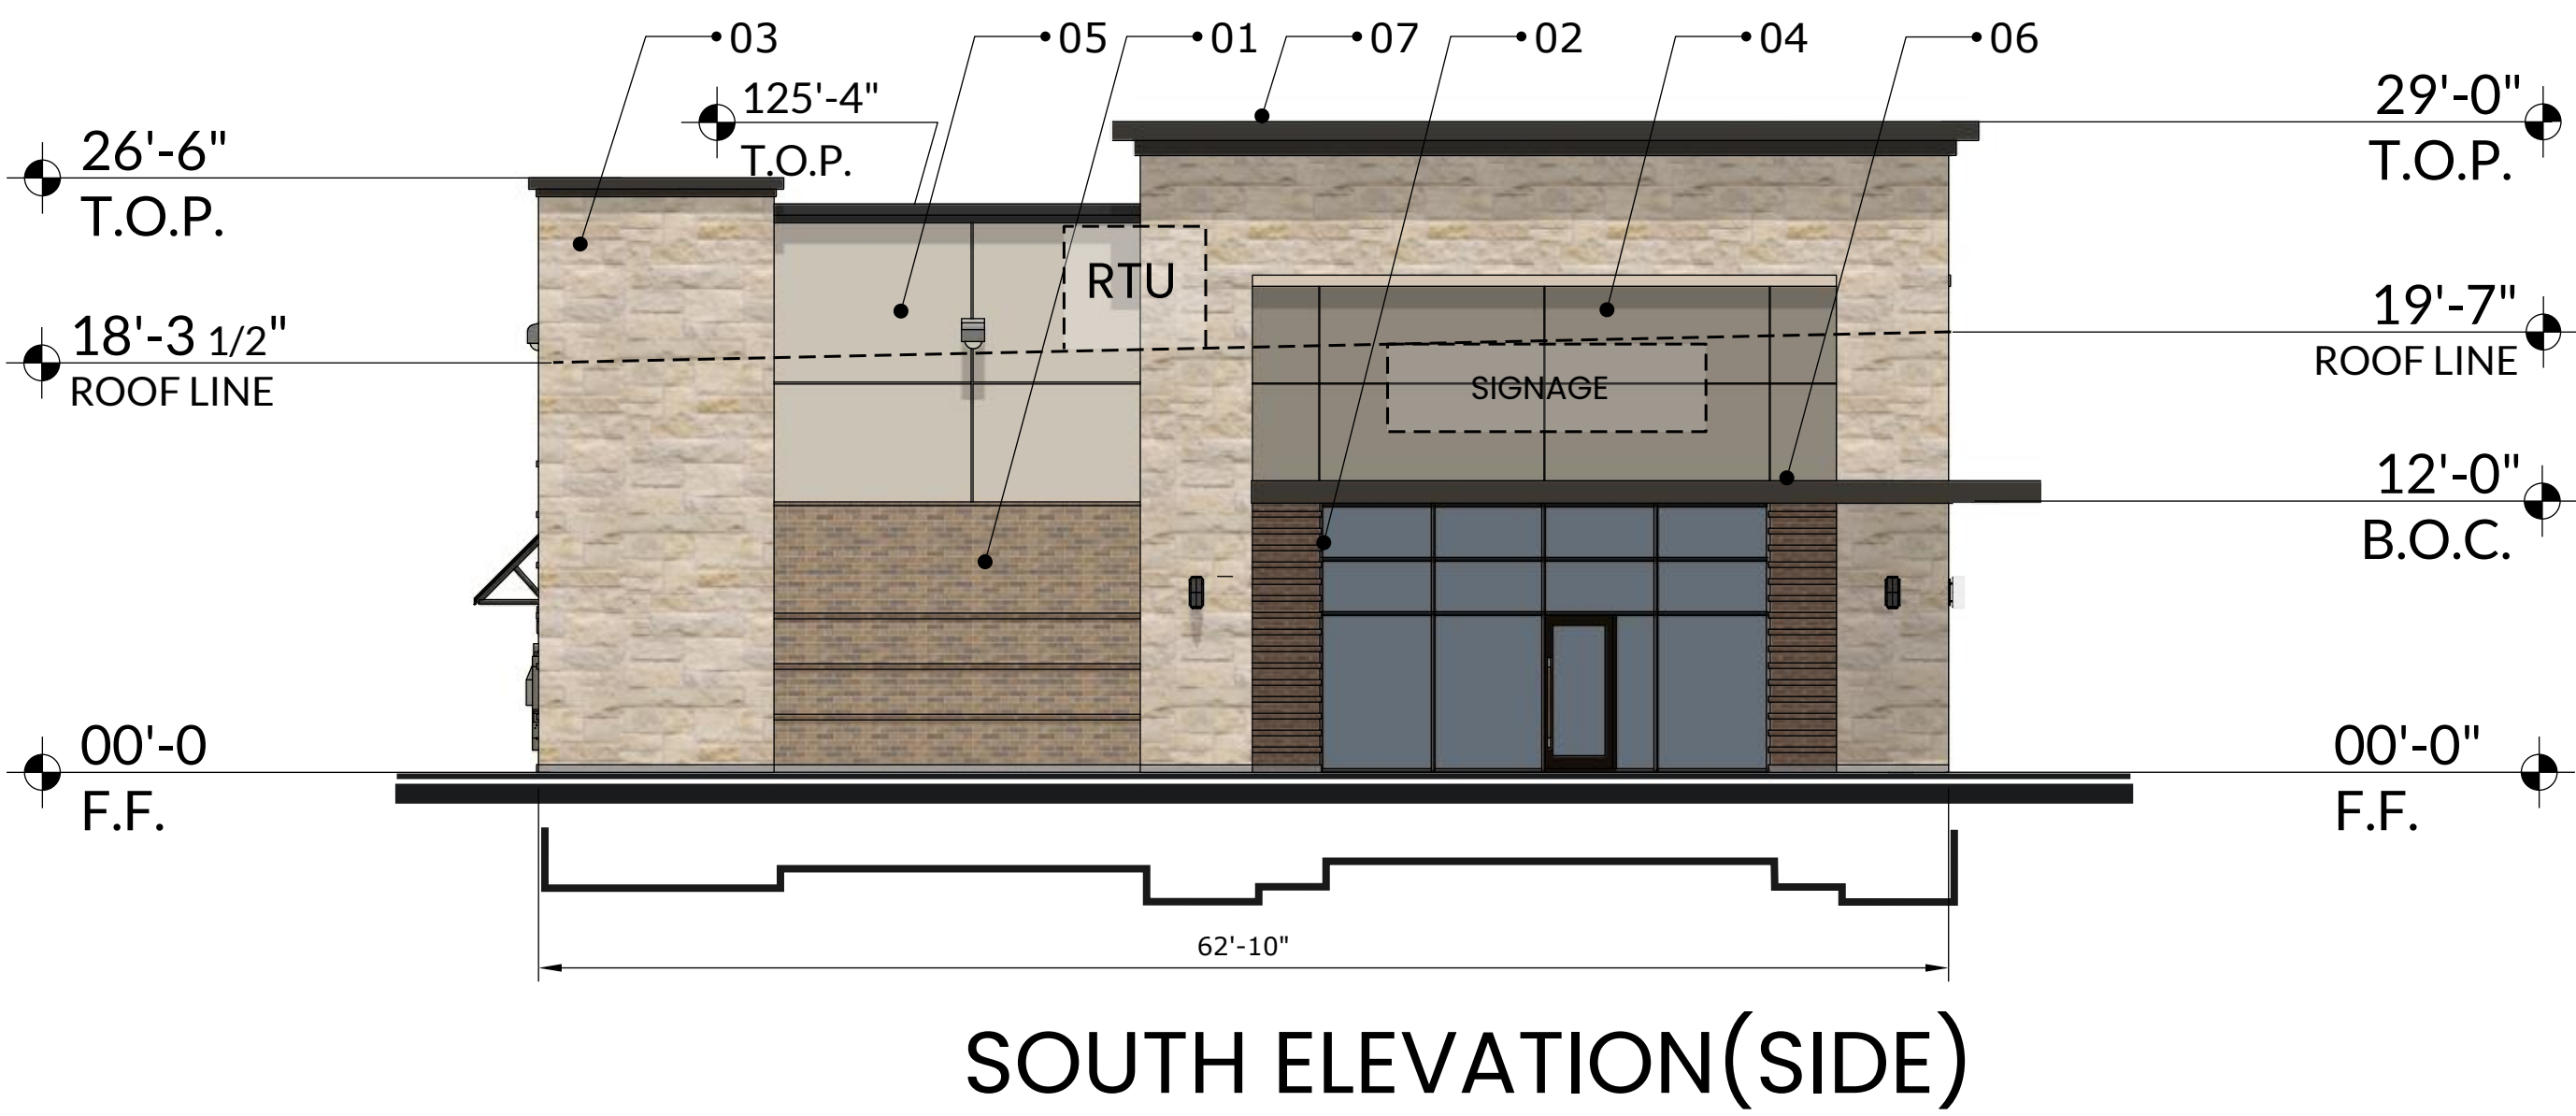 03
05
01
07
02
04
06
125'-4"
T.O.P.
26'-6"
T.O.P.
29'-0"
T.O.P.
RTU
18'-3 1/2"
ROOF LINE
19'-7"
ROOF LINE
SIGNAGE
12'-0"
B.O.C.
00'-0
F.F.
00'-0"
F.F.
62'-10"
SOUTH ELEVATION(SIDE)